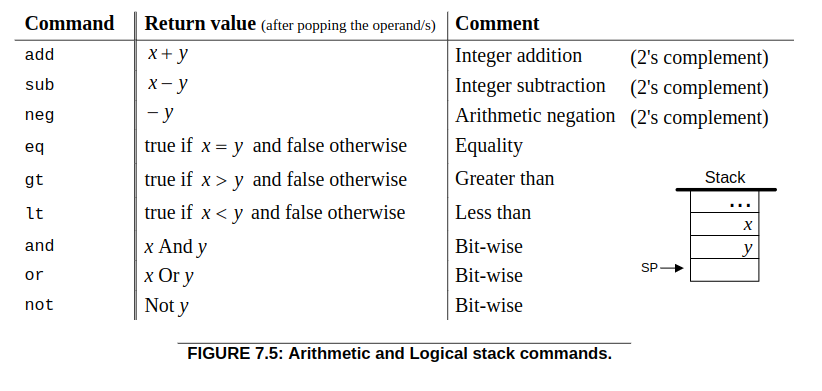 Command Return value (after popping the operand/s) Comment
add x + y Integer addition (2's complement)
sub x − y Integer subtraction (2's complement)
neg − y Arithmetic negation (2's complement)
eq true if x = y and false otherwise Equality
gt true if x > y and false otherwise Greater than
lt true if x < y and false otherwise Less than
and x And y Bit-wise
or x Or y Bit-wise
not Not y Bit-wise
Stack
...
x
y
SP
FIGURE 7.5: Arithmetic and Logical stack commands.